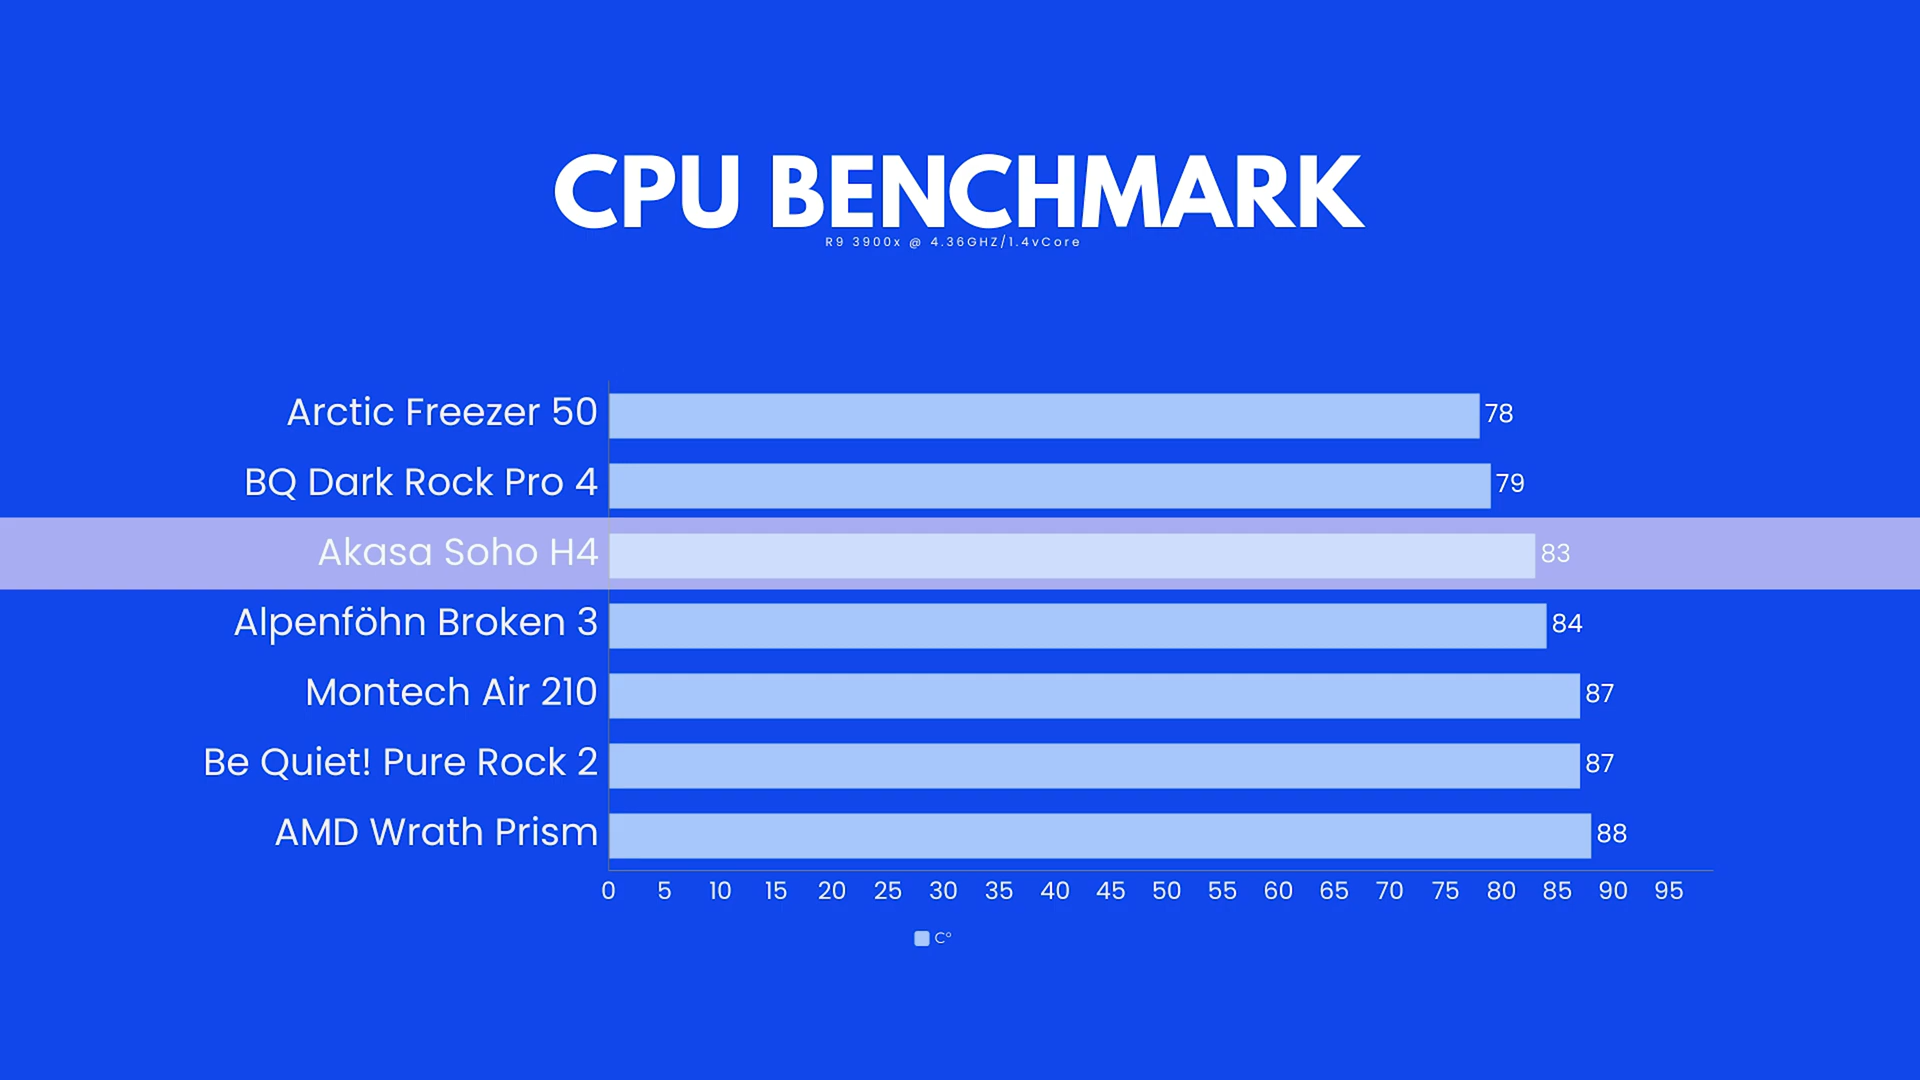 CPU BENCHMARK
R9 3900x @ 4.36GHZ/1.4vCore
Arctic Freezer 50 78
BQ Dark Rock Pro 4 79
Akasa Soho H4 83
Alpenföhn Broken 3 84
Montech Air 210 87
Be Quiet! Pure Rock 2 87
AMD Wrath Prism 88
0 5 10 15 20 25 30 35 40 45 50 55 60 65 70 75 80 85 90 95
C°